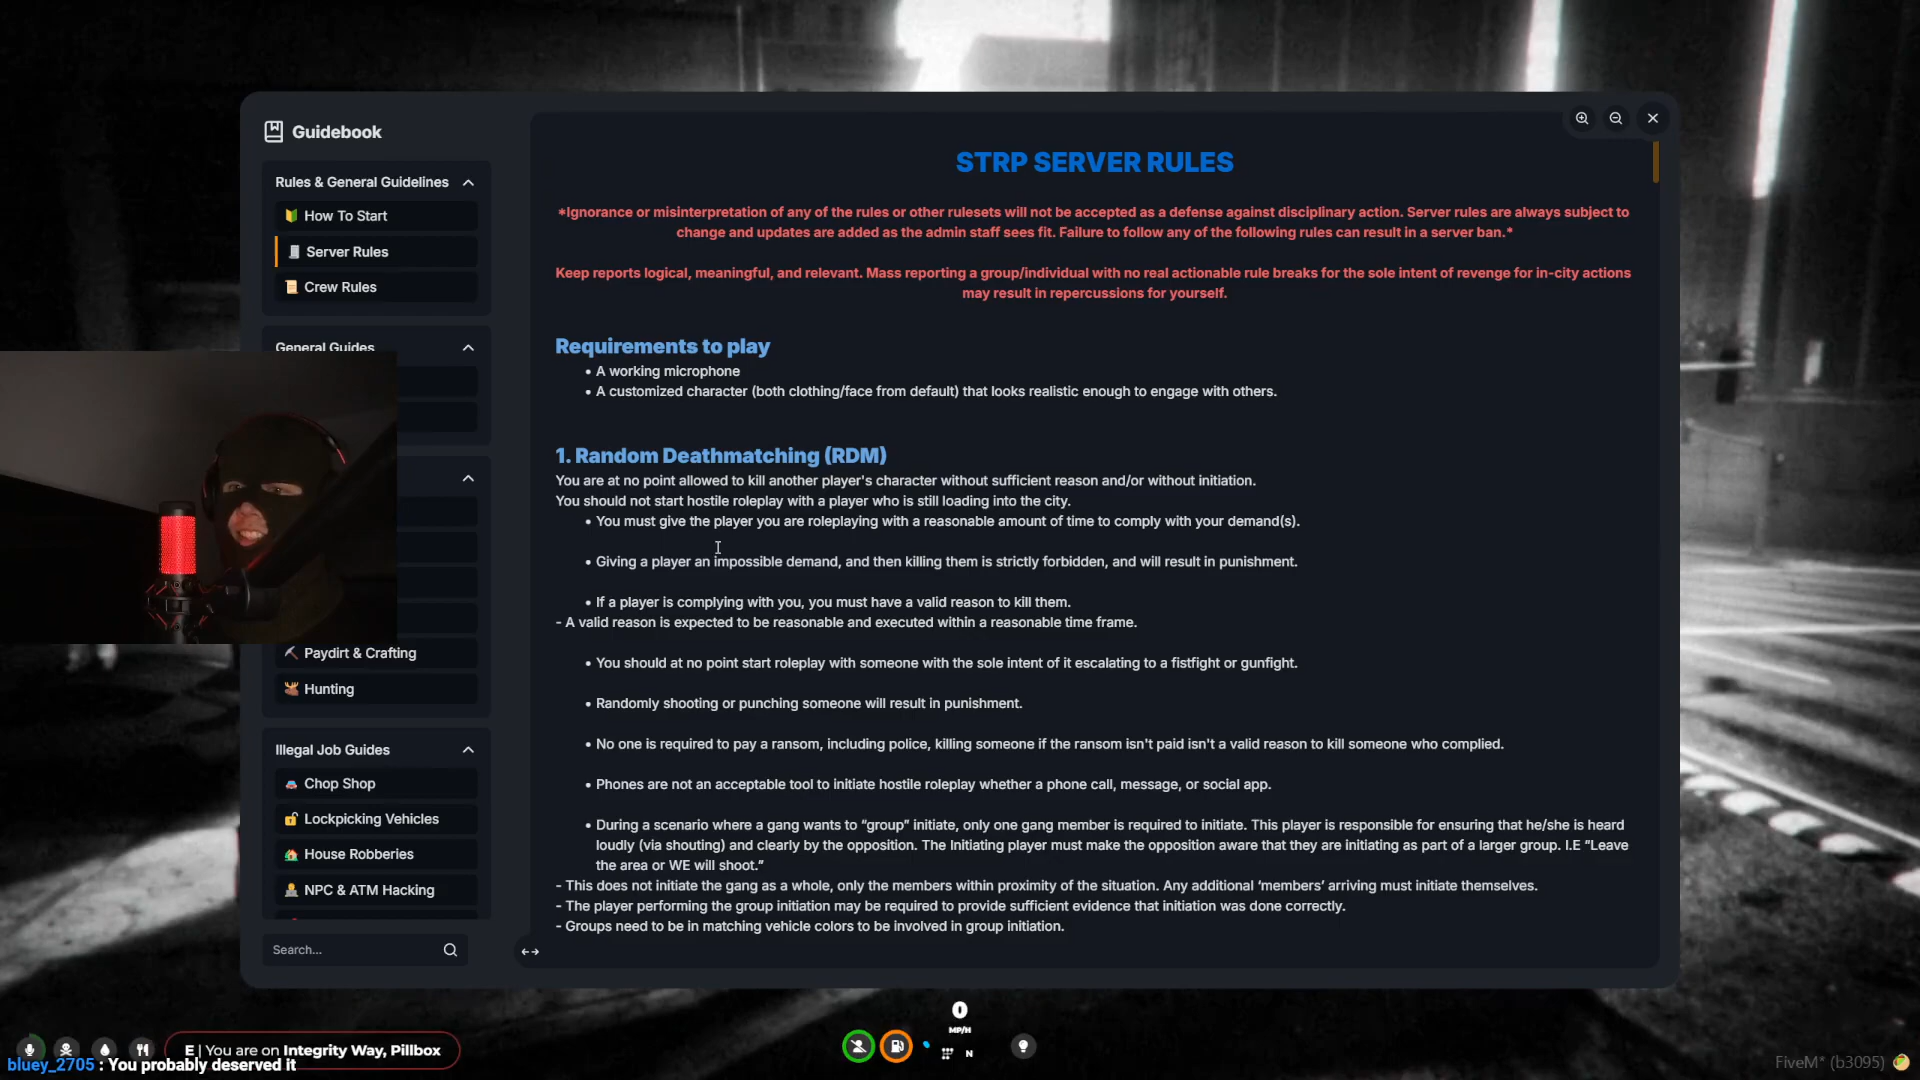 Guidebook
Rules & General Guidelines
How To Start
Server Rules
Crew Rules
General Guides
Paydirt & Crafting
Hunting
Illegal Job Guides
Chop Shop
Lockpicking Vehicles
House Robberies
NPC & ATM Hacking
Search...
STRP SERVER RULES
*Ignorance or misinterpretation of any of the rules or other rulesets will not be accepted as a defense against disciplinary action. Server rules are always subject to
change and updates are added as the admin staff sees fit. Failure to follow any of the following rules can result in a server ban.*
Keep reports logical, meaningful, and relevant. Mass reporting a group/individual with no real actionable rule breaks for the sole intent of revenge for in-city actions
may result in repercussions for yourself.
Requirements to play
• A working microphone
• A customized character (both clothing/face from default) that looks realistic enough to engage with others.
1. Random Deathmatching (RDM)
You are at no point allowed to kill another player's character without sufficient reason and/or without initiation.
You should not start hostile roleplay with a player who is still loading into the city.
• You must give the player you are roleplaying with a reasonable amount of time to comply with your demand(s).
• Giving a player an impossible demand, and then killing them is strictly forbidden, and will result in punishment.
• If a player is complying with you, you must have a valid reason to kill them.
- A valid reason is expected to be reasonable and executed within a reasonable time frame.
• You should at no point start roleplay with someone with the sole intent of it escalating to a fistfight or gunfight.
• Randomly shooting or punching someone will result in punishment.
• No one is required to pay a ransom, including police, killing someone if the ransom isn't paid isn't a valid reason to kill someone who complied.
• Phones are not an acceptable tool to initiate hostile roleplay whether a phone call, message, or social app.
• During a scenario where a gang wants to “group” initiate, only one gang member is required to initiate. This player is responsible for ensuring that he/she is heard
loudly (via shouting) and clearly by the opposition. The Initiating player must make the opposition aware that they are initiating as part of a larger group. I.E “Leave
the area or WE will shoot.”
- This does not initiate the gang as a whole, only the members within proximity of the situation. Any additional ‘members’ arriving must initiate themselves.
- The player performing the group initiation may be required to provide sufficient evidence that initiation was done correctly.
- Groups need to be in matching vehicle colors to be involved in group initiation.
0
MP/H
N
E | You are on Integrity Way, Pillbox
bluey_2705 : You probably deserved it
FiveM* (b3095)